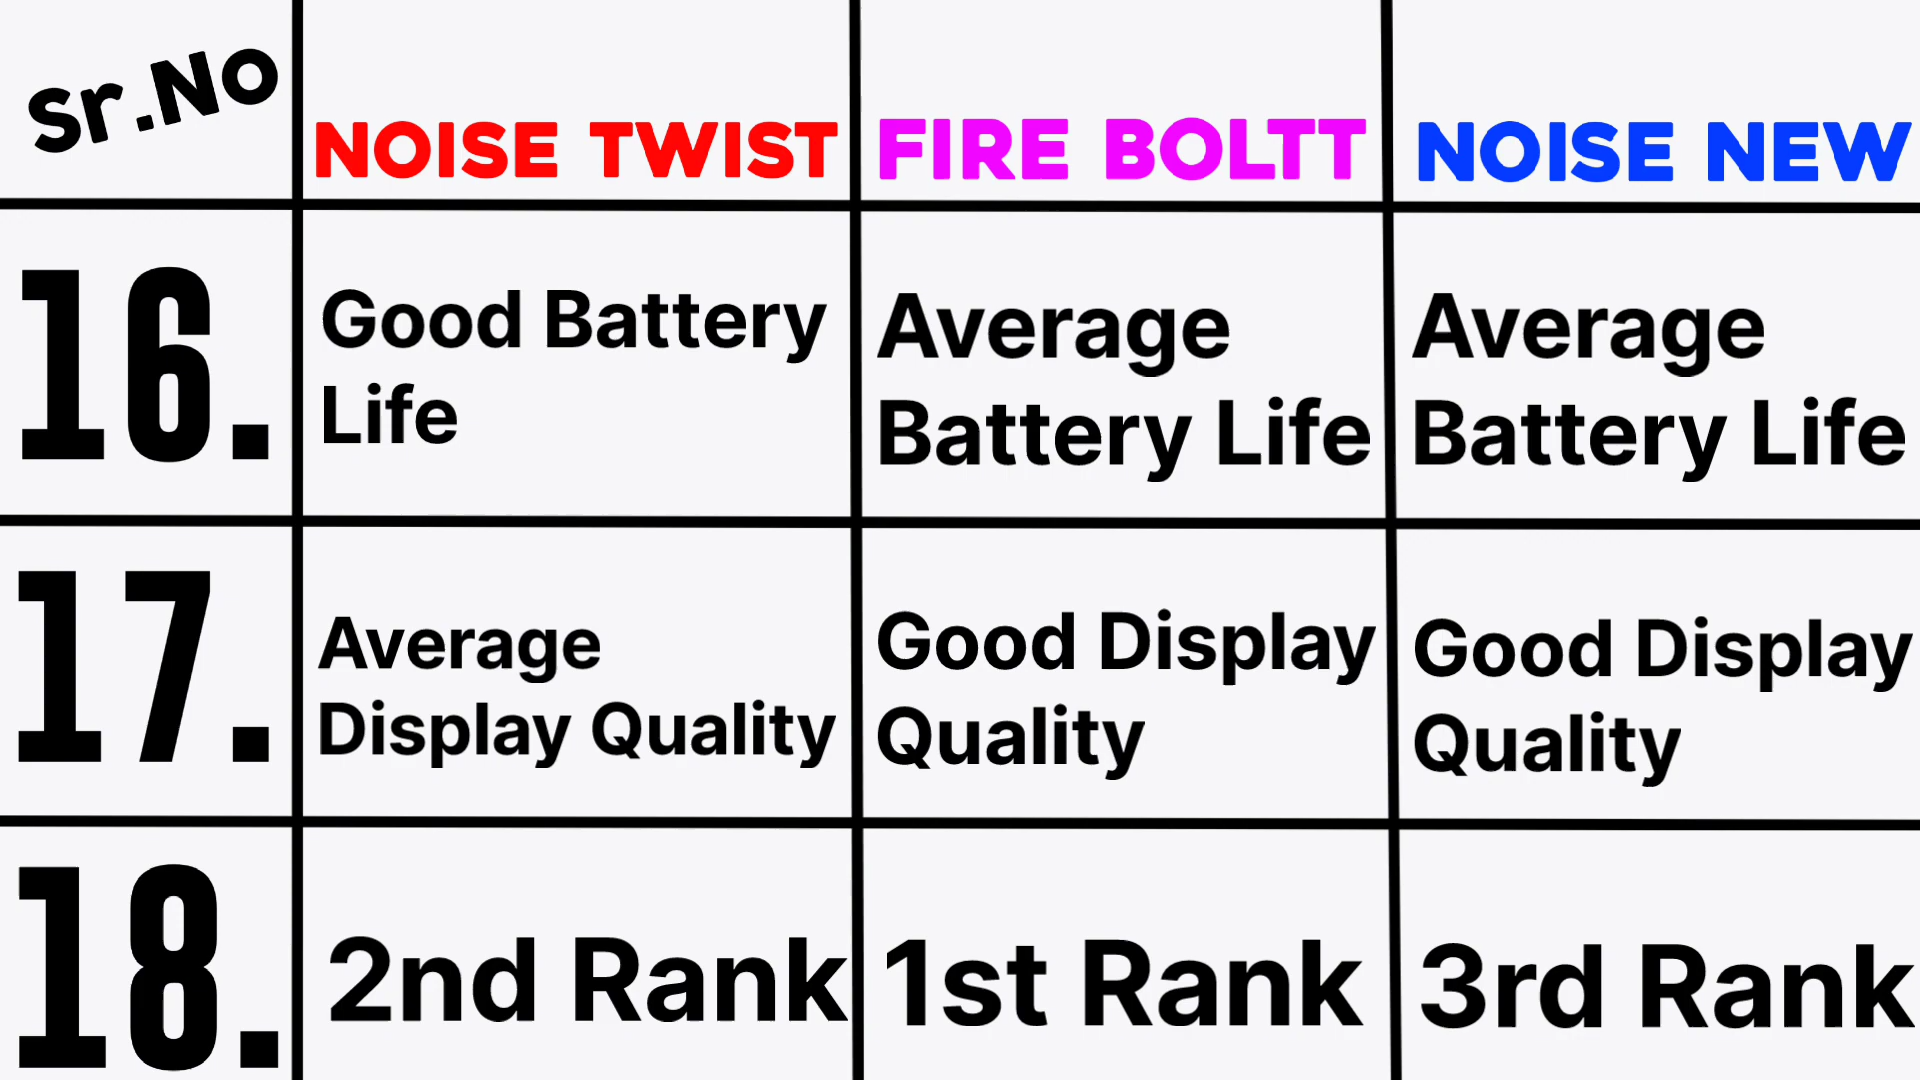 Sr.No
NOISE TWIST
FIRE BOLTT
NOISE NEW
16.
Good Battery
Life
Average
Battery Life
Average
Battery Life
17.
Average
Display Quality
Good Display
Quality
Good Display
Quality
18.
2nd Rank
1st Rank
3rd Rank